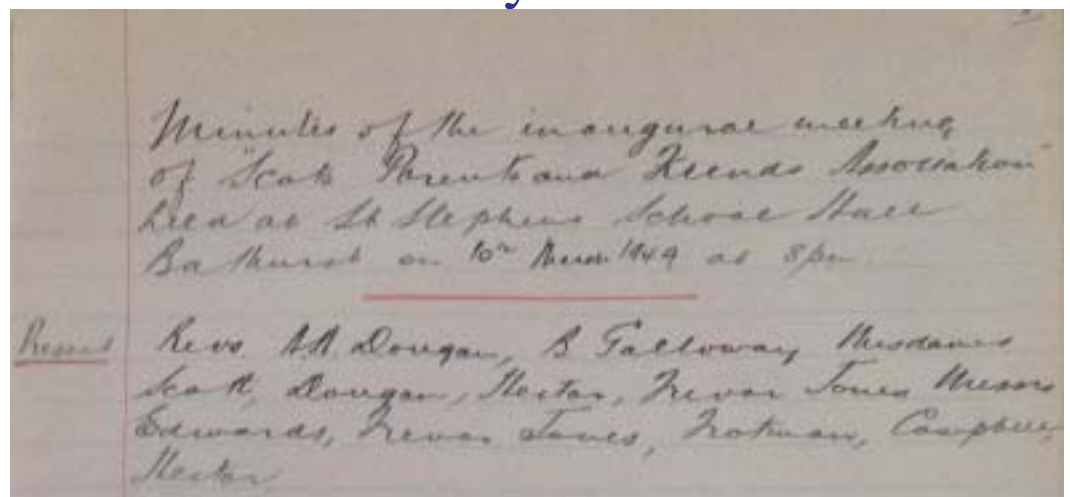 Minutes of the inaugural meeting
of "Scots Parents and Friends Association"
held at St Stephens School Hall
Bathurst on 10th March 1949 at 8 pm.
Present Revs A.A. Dougan, B Galloway Mesdames
Scott, Dougan, Hector, Trevor Jones Messrs
Edwards, Trevor Jones, Trotman, Campbell,
Hector